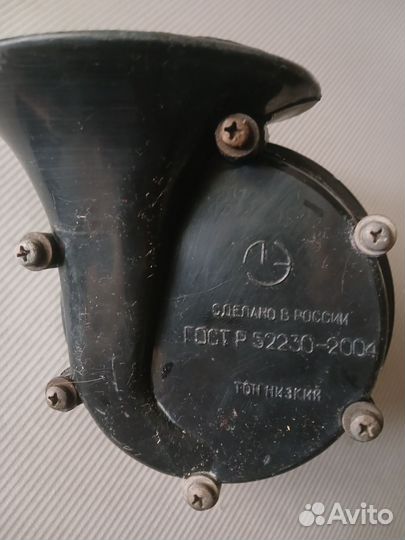 СДЕЛАНО В РОССИИ
ГОСТ Р 52230-2004
ТОН НИЗКИЙ
Avito